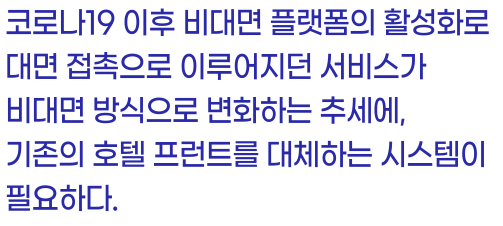 코로나19 이후 비대면 플랫폼의 활성화로
대면 접촉으로 이루어지던 서비스가
비대면 방식으로 변화하는 추세에,
기존의 호텔 프런트를 대체하는 시스템이
필요하다.